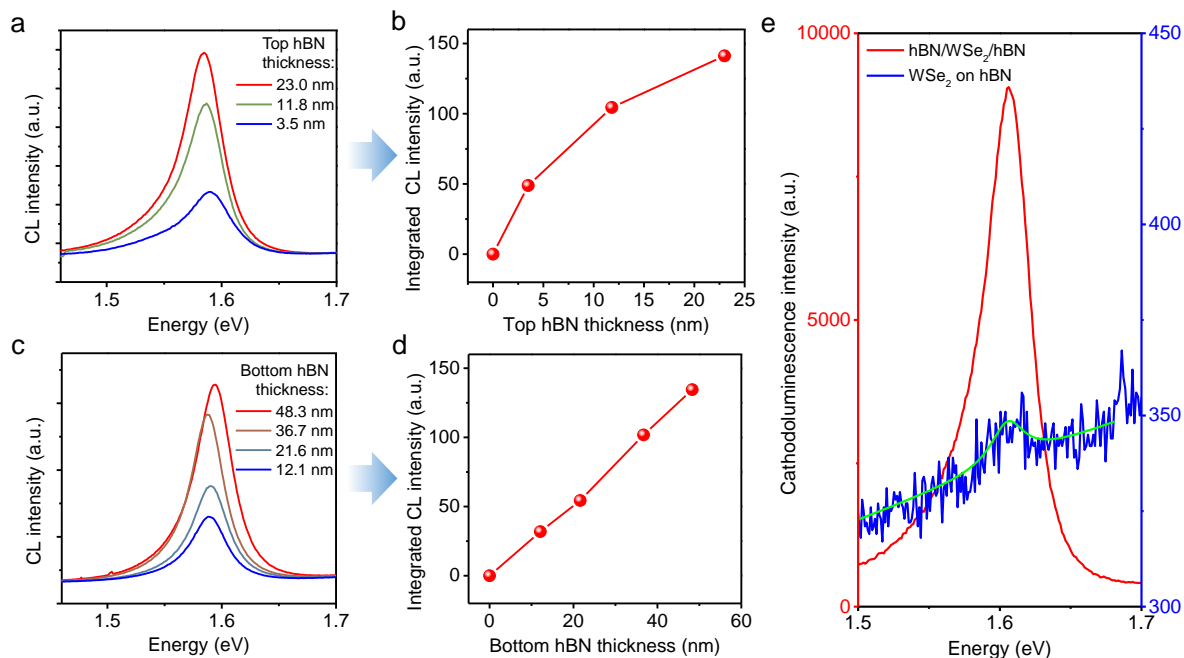 a
CL intensity (a.u.)
Top hBN
thickness:
23.0 nm
11.8 nm
3.5 nm
1.5
1.6
1.7
Energy (eV)
b
Integrated CL intensity (a.u.)
150
100
50
0
0
5
10
15
20
25
Top hBN thickness (nm)
c
CL intensity (a.u.)
Bottom hBN
thickness:
48.3 nm
36.7 nm
21.6 nm
12.1 nm
1.5
1.6
1.7
Energy (eV)
d
Integrated CL intensity (a.u.)
150
100
50
0
0
20
40
60
Bottom hBN thickness (nm)
e
Cathodoluminescence intensity (a.u.)
10000
5000
0
hBN/WSe₂/hBN
WSe₂ on hBN
450
400
350
300
1.5
1.6
1.7
Energy (eV)